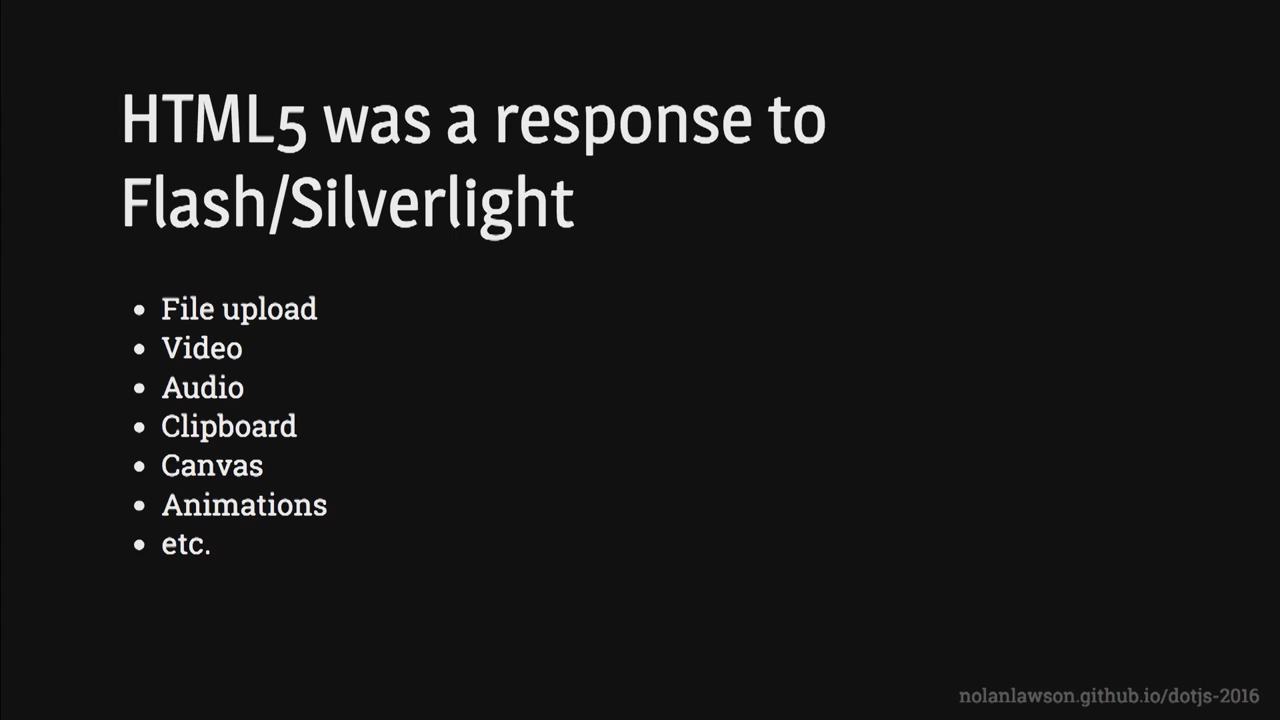 HTML5 was a response to
Flash/Silverlight
• File upload
• Video
• Audio
• Clipboard
• Canvas
• Animations
• etc.
nolanlawson.github.io/dotjs-2016